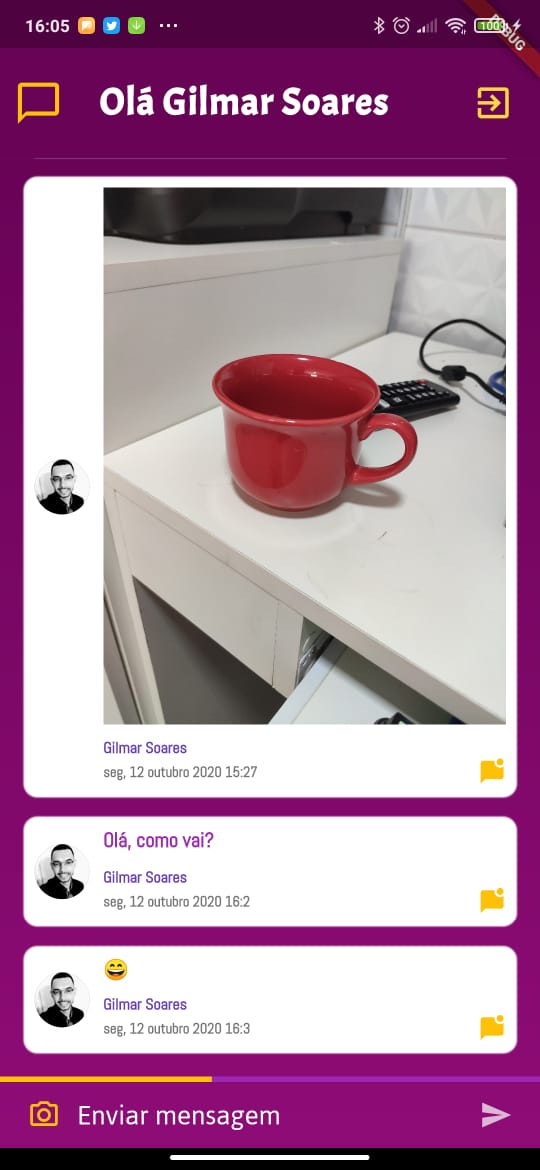 16:05
100
DEBUG
Olá Gilmar Soares
Gilmar Soares
seg, 12 outubro 2020 15:27
Olá, como vai?
Gilmar Soares
seg, 12 outubro 2020 16:2
😄
Gilmar Soares
seg, 12 outubro 2020 16:3
Enviar mensagem